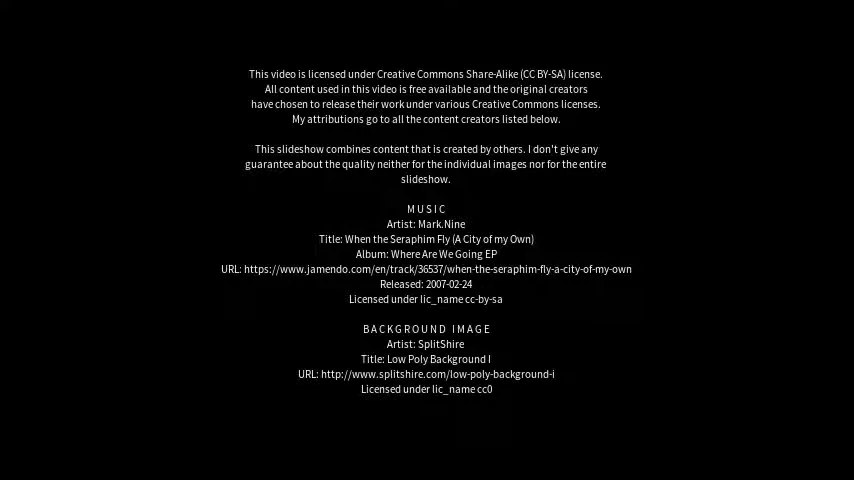 This video is licensed under Creative Commons Share-Alike (CC BY-SA) license.
All content used in this video is free available and the original creators
have chosen to release their work under various Creative Commons licenses.
My attributions go to all the content creators listed below.
This slideshow combines content that is created by others. I don't give any
guarantee about the quality neither for the individual images nor for the entire
slideshow.
MUSIC
Artist: Mark.Nine
Title: When the Seraphim Fly (A City of my Own)
Album: Where Are We Going EP
URL: https://www.jamendo.com/en/track/36537/when-the-seraphim-fly-a-city-of-my-own
Released: 2007-02-24
Licensed under lic_name cc-by-sa
BACKGROUND IMAGE
Artist: SplitShire
Title: Low Poly Background I
URL: http://www.splitshire.com/low-poly-background-i
Licensed under lic_name cc0